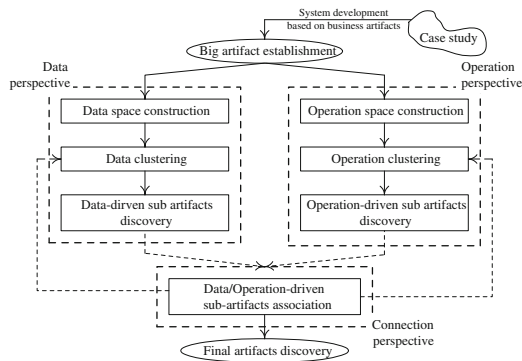 System development
based on business artifacts
Case study
Big artifact establishment
Data
perspective
Operation
perspective
Data space construction
Operation space construction
Data clustering
Operation clustering
Data-dirven sub artifacts
discovery
Operation-driven sub artifacts
discovery
Data/Operation-driven
sub-artifacts association
Connection
perspective
Final artifacts discovery